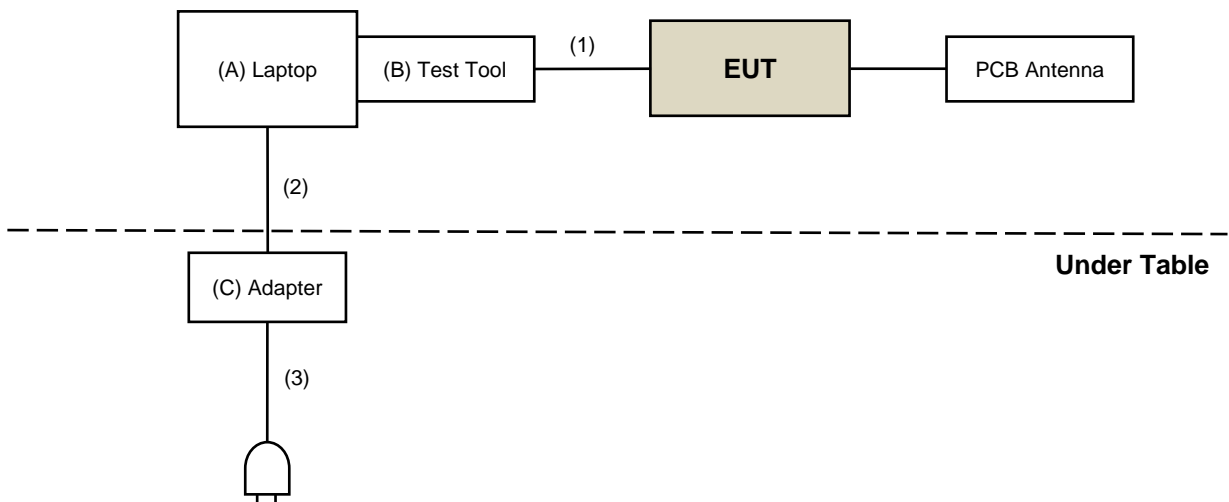 (A) Laptop
(B) Test Tool
(1)
EUT
PCB Antenna
(2)
Under Table
(C) Adapter
(3)